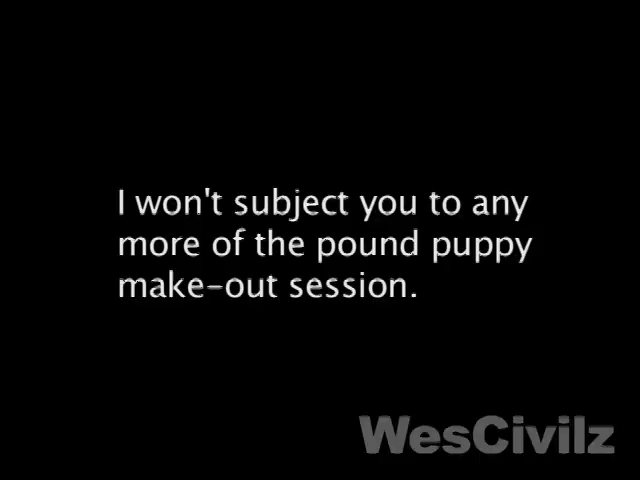 I won't subject you to any
more of the pound puppy
make-out session.
WesCivilz